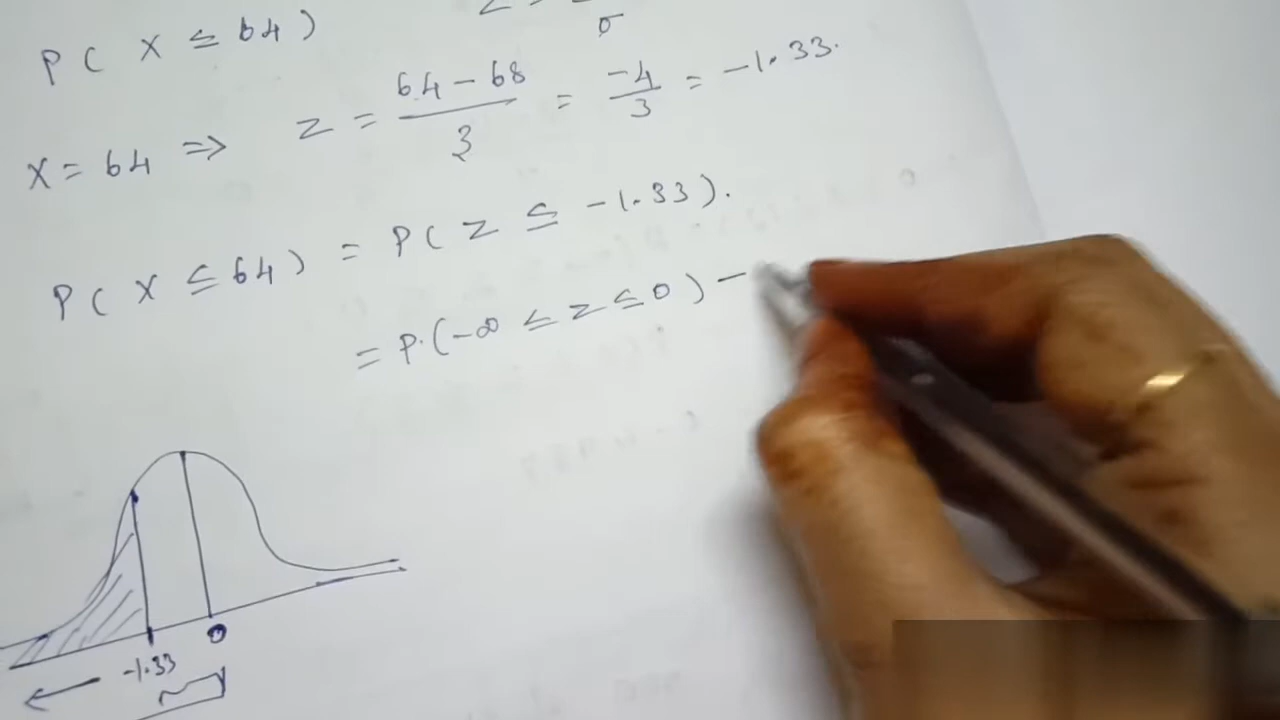 P ( X ≤ 64 )
σ
X = 64 ⇒ Z = 64 - 68 / 3 = -4 / 3 = -1.33.
P ( X ≤ 64 ) = P ( Z ≤ -1.33 ).
= P. ( -∞ ≤ Z ≤ 0 ) -
-1.33 0